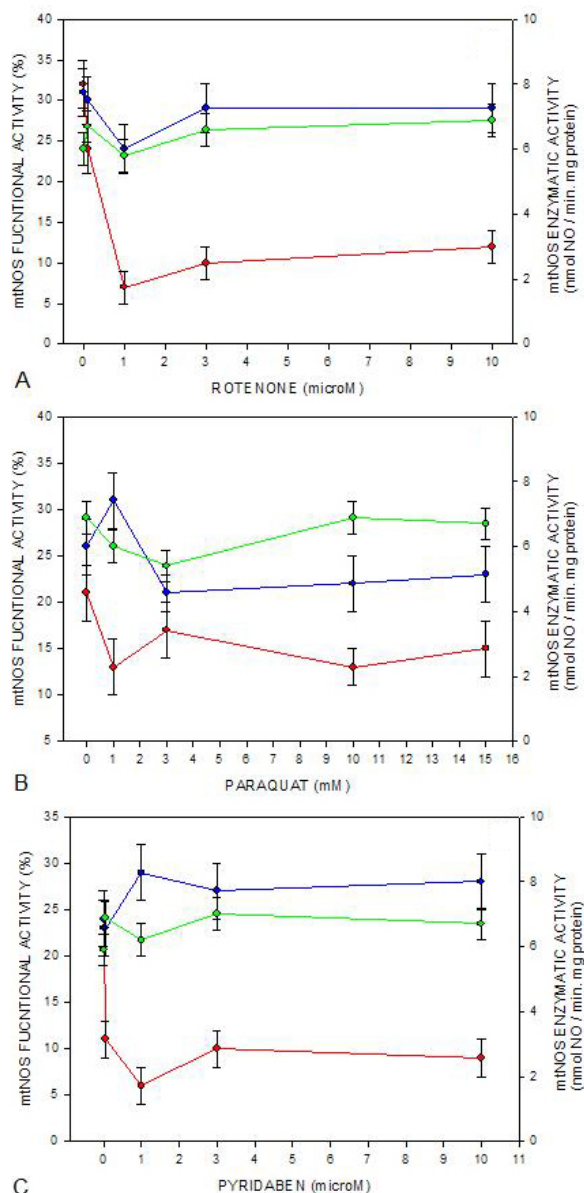 40
35
30
25
20
15
10
5
0
mtNOS FUCNTIONAL ACTIVITY (%)
10
8
6
4
2
0
mtNOS ENZYMATIC ACTIVITY
(nmol NO / min. mg protein)
0 1 2 3 4 5 6 7 8 9 10
A
ROTENONE (microM)
40
35
30
25
20
15
10
5
mtNOS FUCNTIONAL ACTIVITY (%)
10
8
6
4
2
0
mtNOS ENZYMATIC ACTIVITY
(nmol NO / min. mg protein)
0 1 2 3 4 5 6 7 8 9 10 11 12 13 14 15 16
B
PARAQUAT (mM)
35
30
25
20
15
10
5
0
mtNOS FUCNTIONAL ACTIVITY (%)
10
8
6
4
2
0
mtNOS ENZYMATIC ACTIVITY
(nmol NO / min. mg protein)
0 1 2 3 4 5 6 7 8 9 10 11
C
PYRIDABEN (microM)